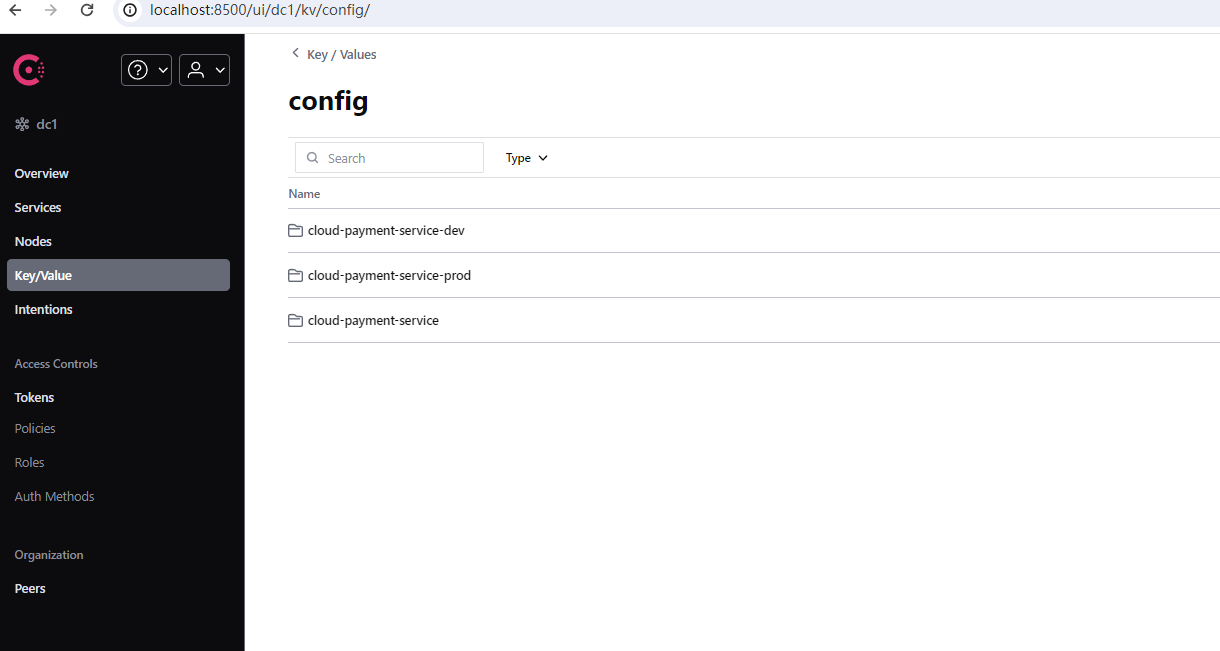 localhost:8500/ui/dc1/kv/config/
dc1
Overview
Services
Nodes
Key/Value
Intentions
Access Controls
Tokens
Policies
Roles
Auth Methods
Organization
Peers
Key / Values
config
Search
Type
Name
cloud-payment-service-dev
cloud-payment-service-prod
cloud-payment-service